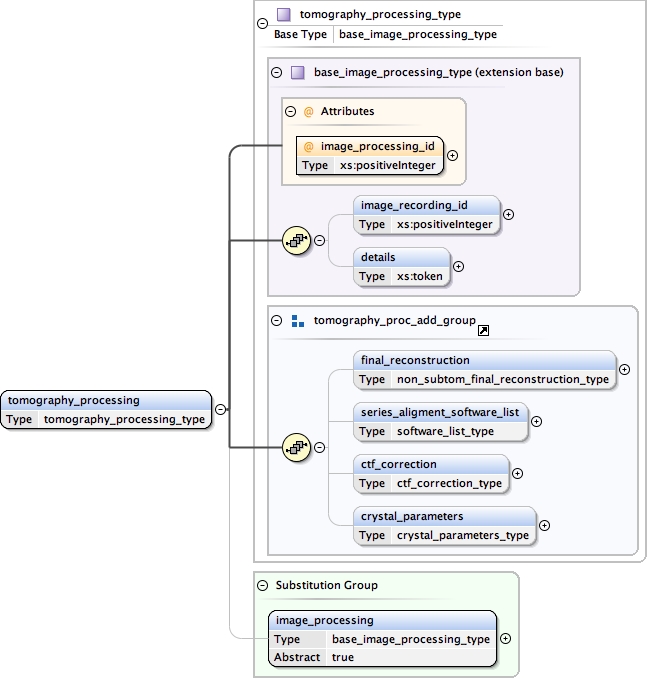 tomography_processing_type
Base Type base_image_processing_type
base_image_processing_type (extension base)
@ Attributes
@ image_processing_id
Type xs:positiveInteger
image_recording_id
Type xs:positiveInteger
details
Type xs:token
tomography_proc_add_group
final_reconstruction
Type non_subtom_final_reconstruction_type
tomography_processing
Type tomography_processing_type
series_aligment_software_list
Type software_list_type
ctf_correction
Type ctf_correction_type
crystal_parameters
Type crystal_parameters_type
Substitution Group
image_processing
Type base_image_processing_type
Abstract true